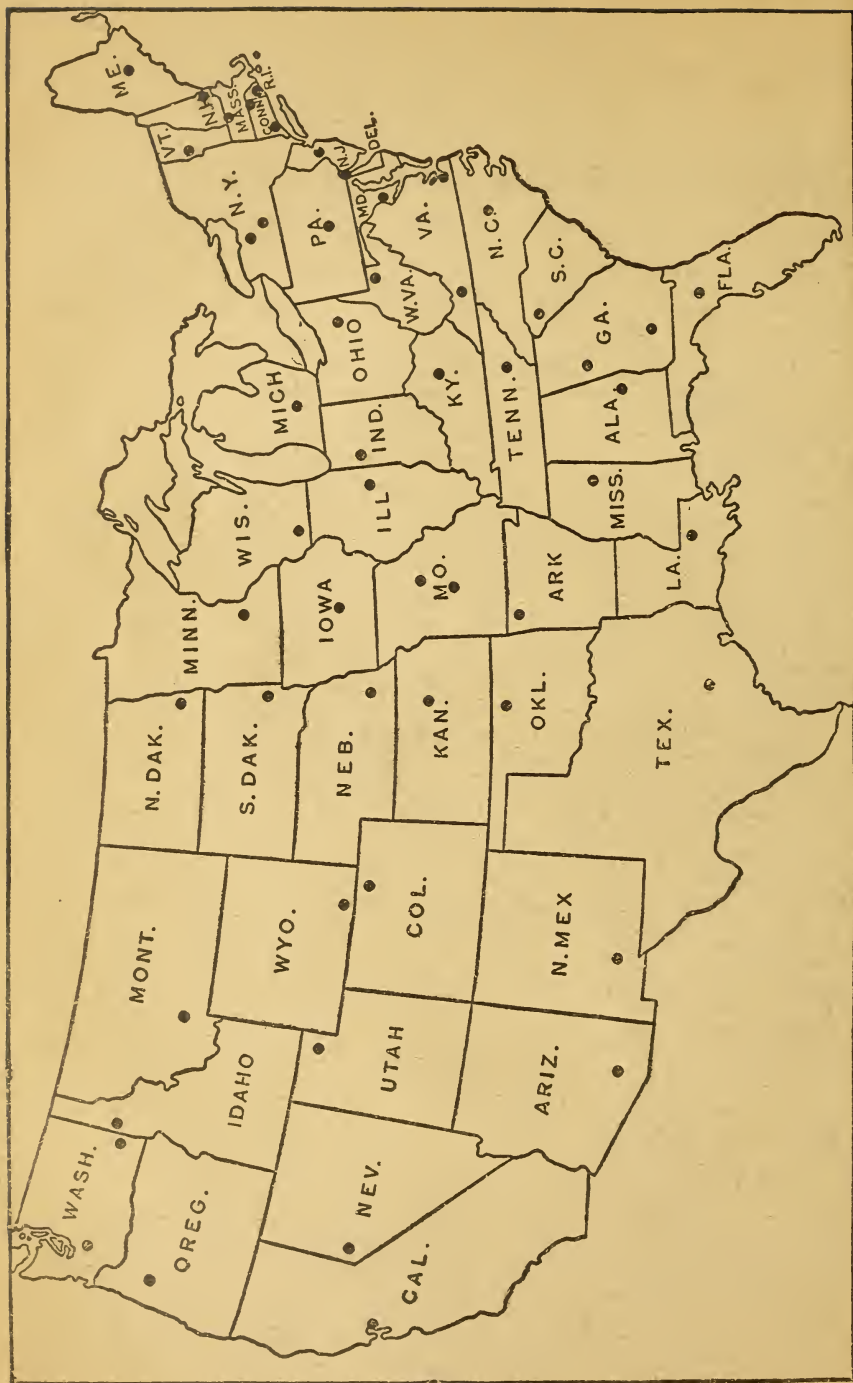 WASH.
OREG.
CAL.
NEV.
IDAHO
MONT.
WYO.
UTAH
COL.
ARIZ.
N.MEX
N.DAK.
S.DAK.
NEB.
KAN.
OKL.
TEX.
MINN.
IOWA
MO.
ARK
LA.
WIS.
ILL
MICH
IND.
OHIO
KY.
TENN.
MISS.
ALA.
GA.
FLA.
S.C.
N.C.
VA.
W.VA.
MD.
DEL.
PA.
N.J.
N.Y.
CONN.
R.I.
MASS.
VT.
N.H.
ME.